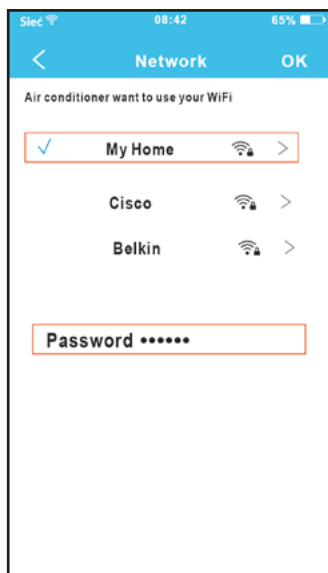 Sieć 08:42 65%
Network OK
Air conditioner want to use your WiFi
My Home
Cisco
Belkin
Password ••••••